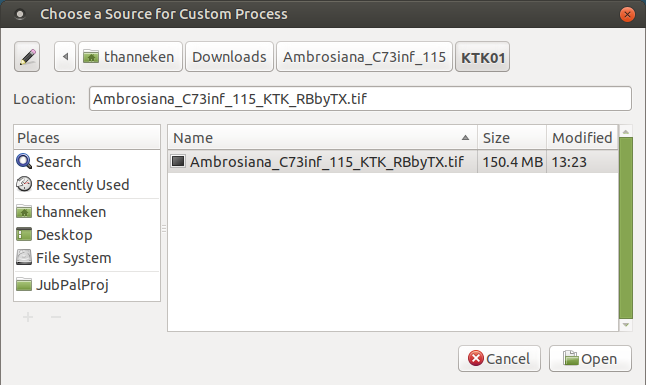 Choose a Source for Custom Process
thanneken Downloads Ambrosiana_C73inf_115 KTK01
Location: Ambrosiana_C73inf_115_KTK_RBbyTX.tif
Places Name Size Modified
Search Ambrosiana_C73inf_115_KTK_RBbyTX.tif 150.4 MB 13:23
Recently Used
thanneken
Desktop
File System
JubPalProj
Cancel Open